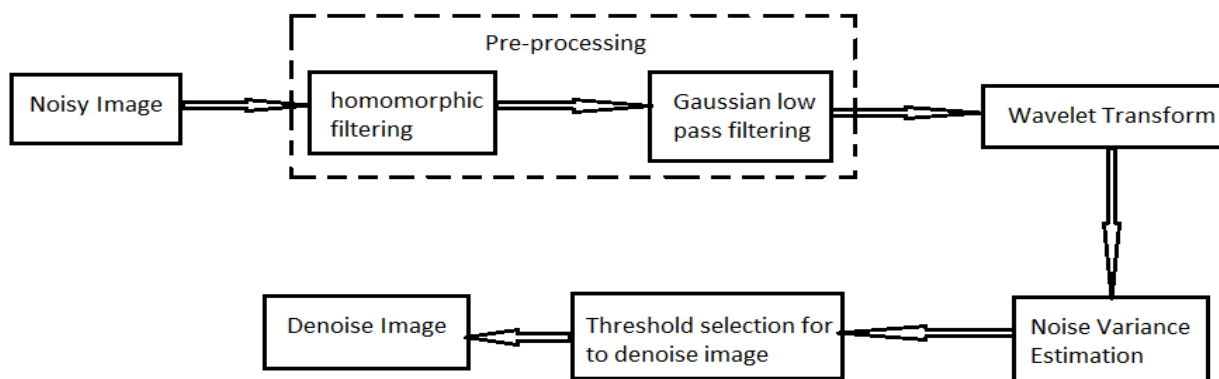 Pre-processing
Noisy Image
homomorphic
filtering
Gaussian low
pass filtering
Wavelet Transform
Noise Variance
Estimation
Threshold selection for
to denoise image
Denoise Image